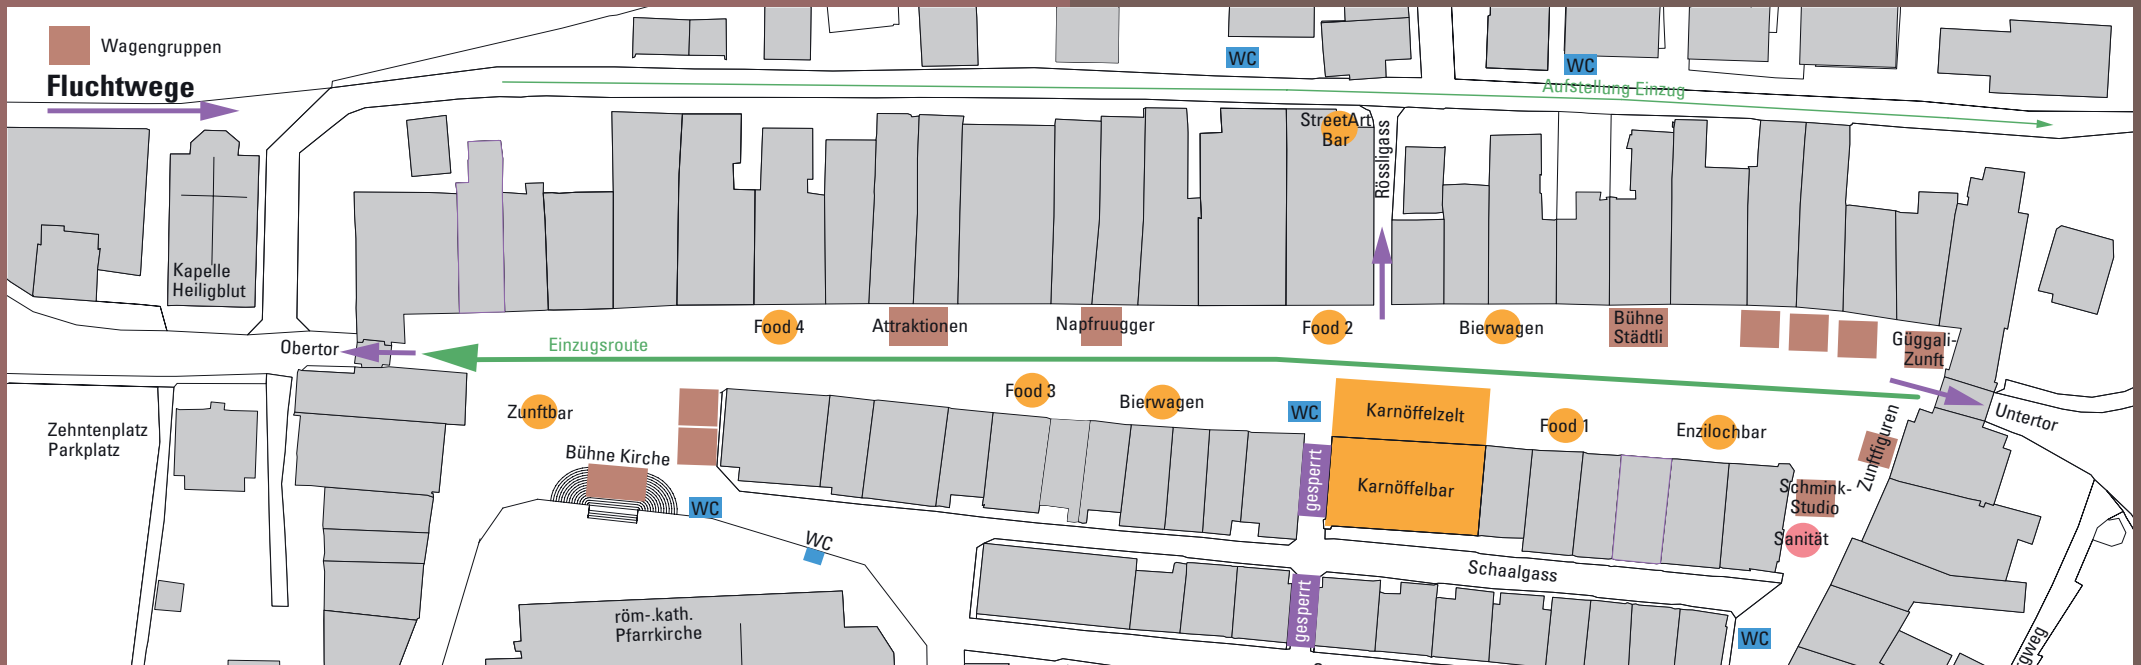 Wagengruppen
Fluchtwege
WC
WC
Aufstellung Einzug
StreetArt
Bar
Rössligass
Kapelle
Heiligblut
Obertor
Einzugsroute
Food 4
Attraktionen
Napfruugger
Food 2
Bierwagen
Bühne
Städtli
Güggali-
Zunft
Untertor
Zunftbar
Food 3
Bierwagen
WC
Karnöffelzelt
Food 1
Enzilochbar
Zunftfiguren
Zehntenplatz
Parkplatz
Bühne Kirche
WC
WC
gesperrt
Karnöffelbar
Schmink-
Studio
Sanität
Schaalgass
gesperrt
röm-.kath.
Pfarrkirche
WC